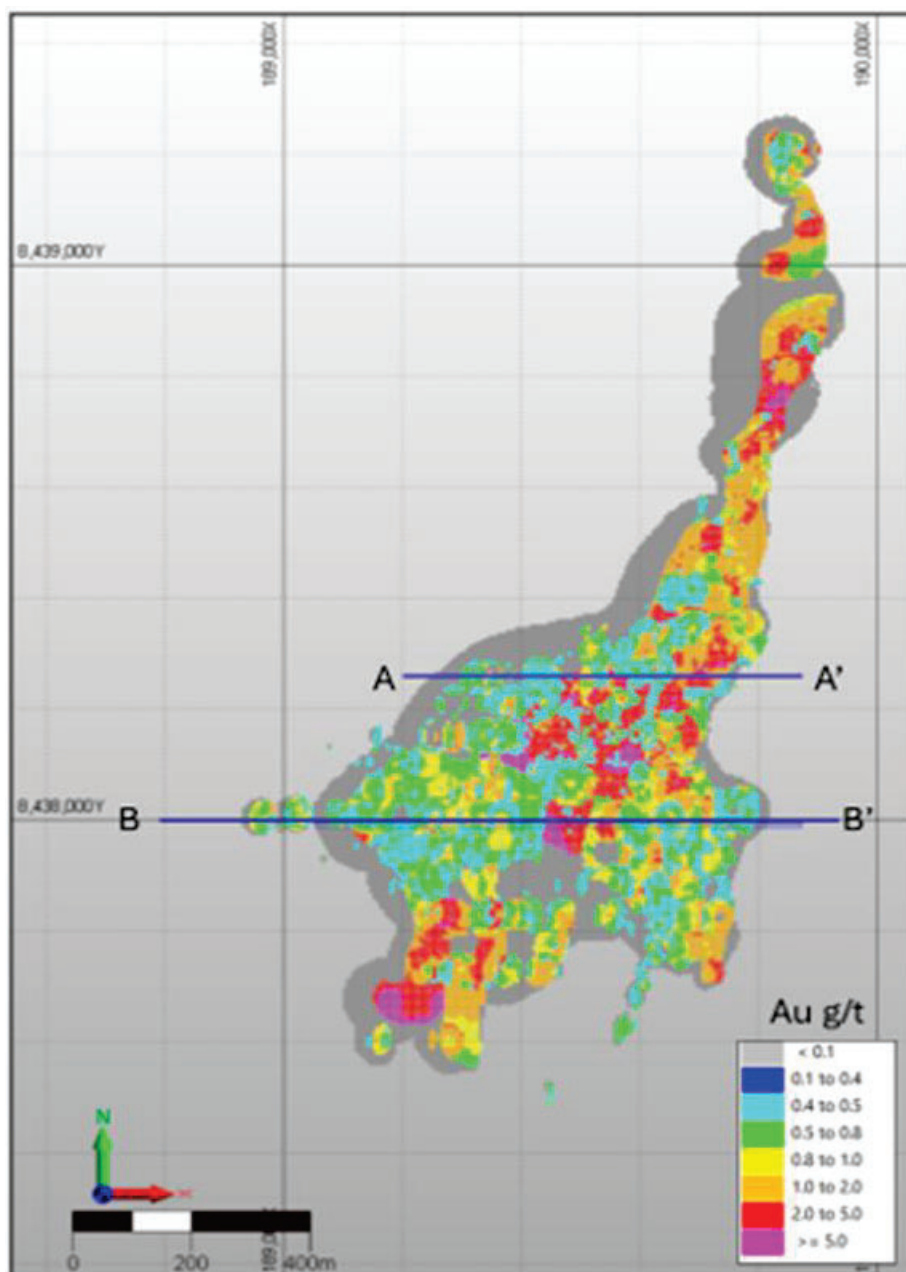 189,000X
190,000X
8,439,000Y
A
A'
8,438,000Y
B
B'
Au g/t
< 0.1
0.1 to 0.4
0.4 to 0.5
0.5 to 0.8
0.8 to 1.0
1.0 to 2.0
2.0 to 5.0
>= 5.0
N
0
200
400m